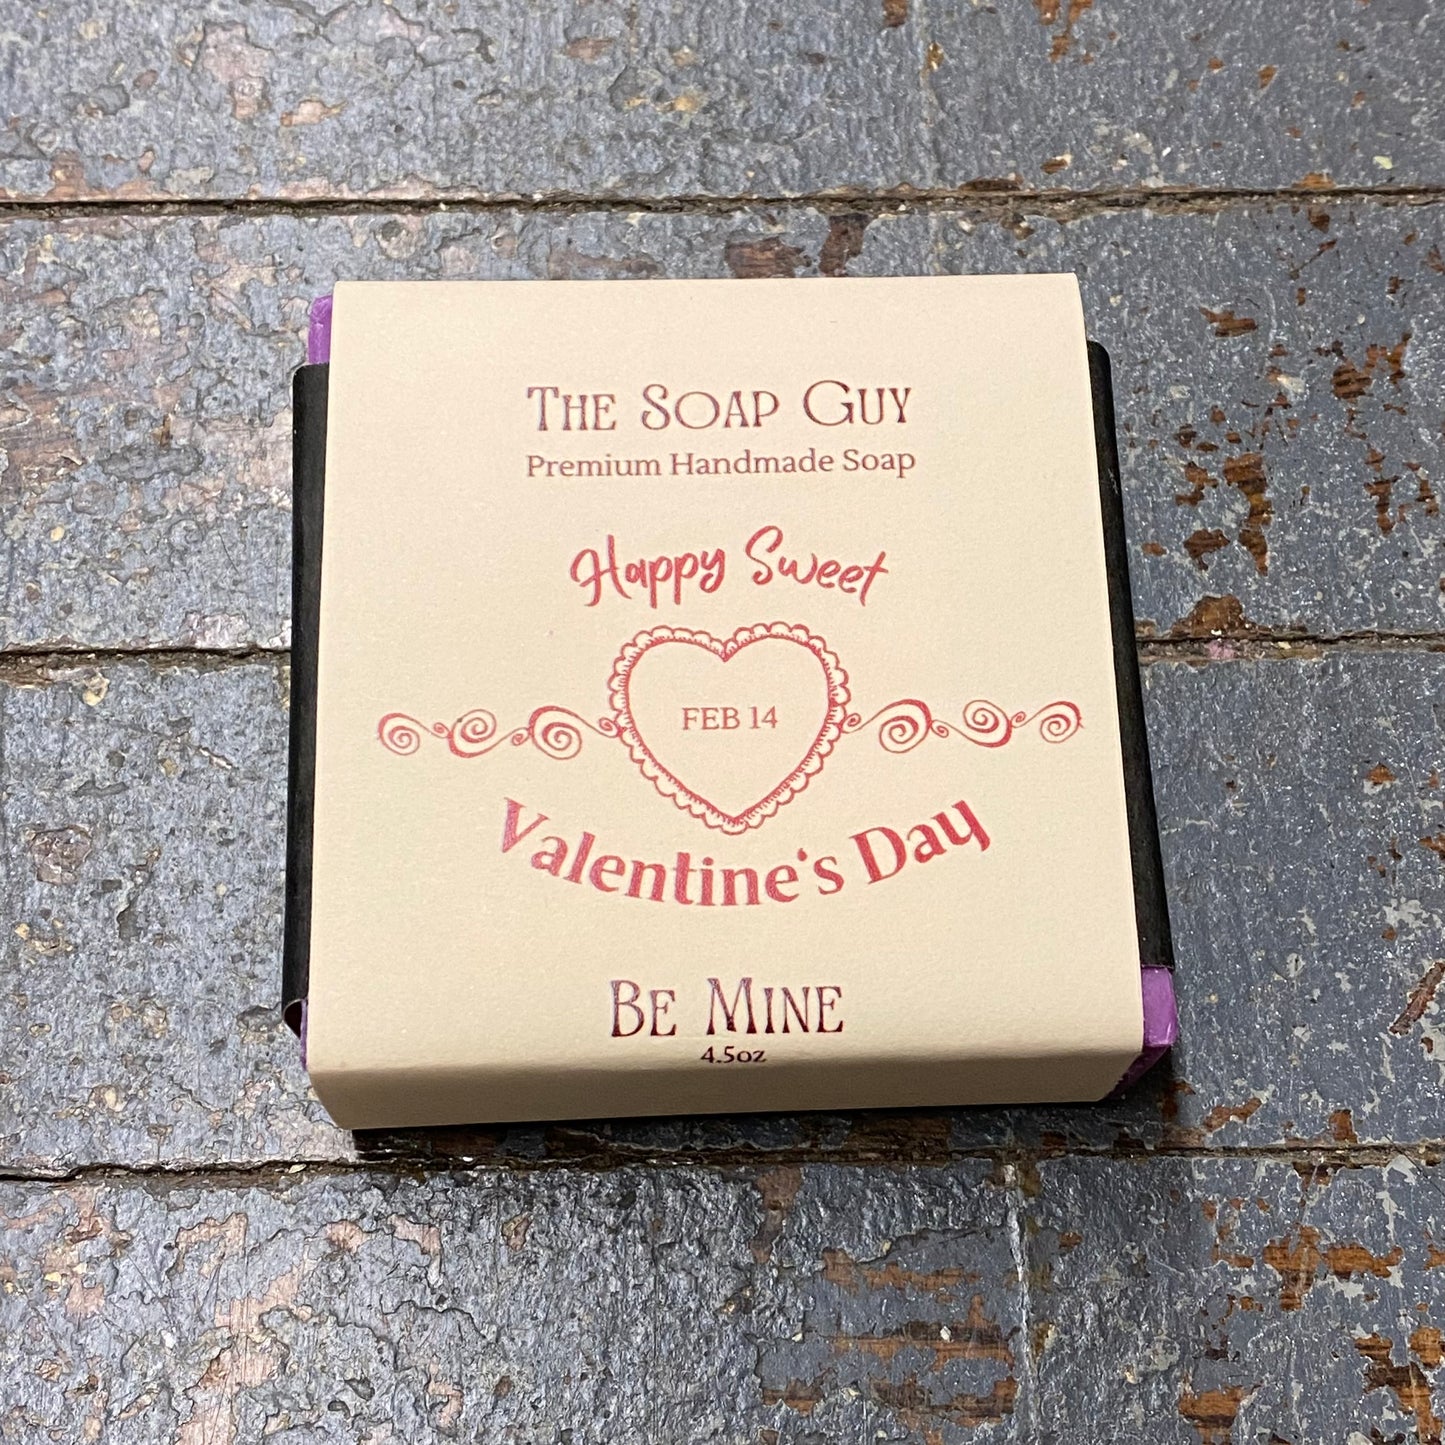 The Soap Guy
Premium Handmade Soap
Happy Sweet
FEB 14
Valentine's Day
Be Mine
4.5oz